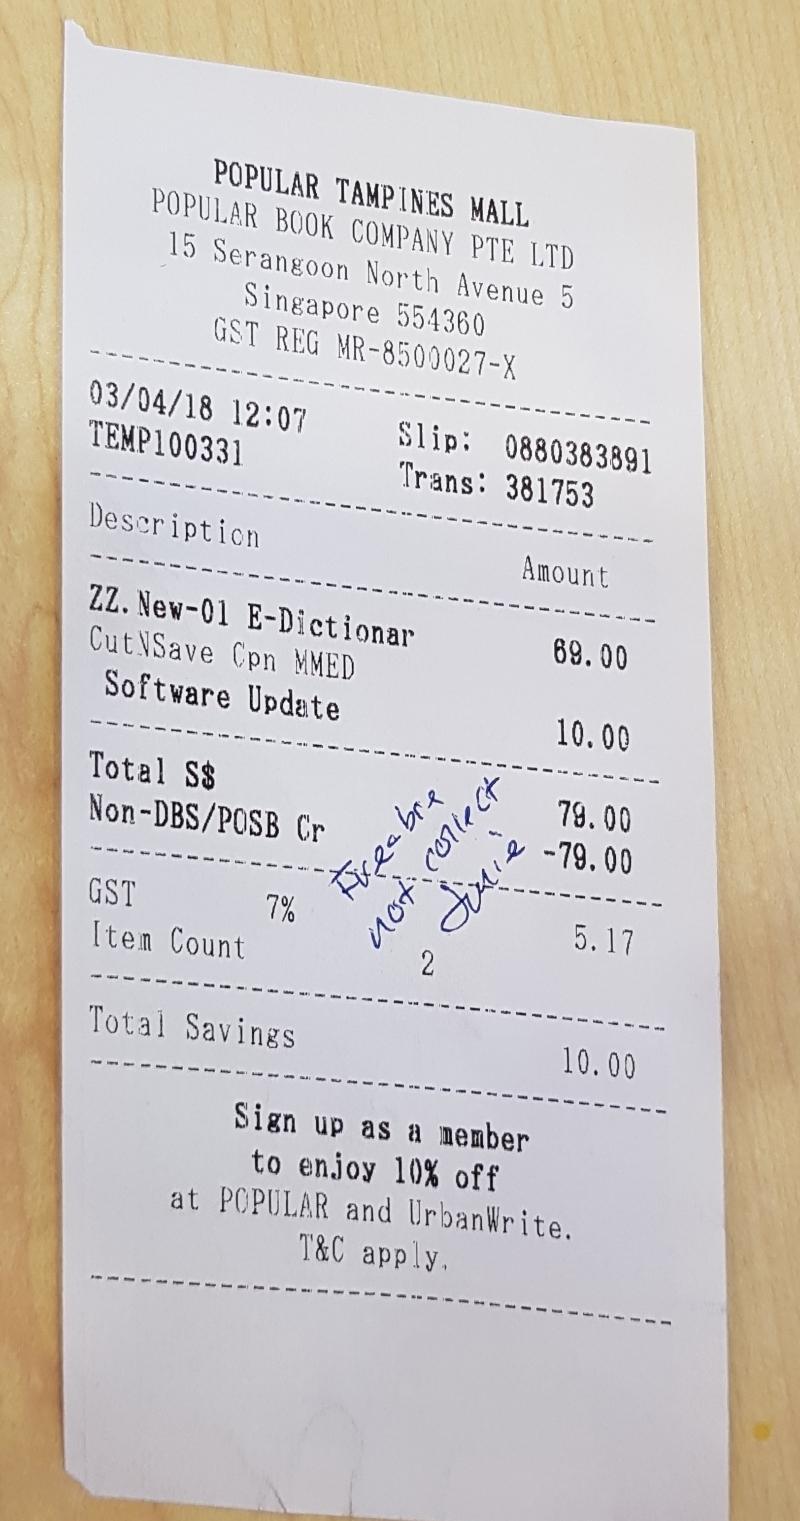 POPULAR TAMPINES MALL
POPULAR BOOK COMPANY PTE LTD
15 Serangoon North Avenue 5
Singapore 554360
GST REG MR-8500027-X
03/04/18 12:07 Slip: 0880383891
TEMP100331 Trans: 381753
Description Amount
ZZ.New-01 E-Dictionar 69.00
CutNSave Cpn MMED
Software Update 10.00
Total S$ 79.00
Non-DBS/POSB Cr -79.00
not collect
GST 7% 5.17
Item Count 2
Total Savings 10.00
Sign up as a member
to enjoy 10% off
at POPULAR and UrbanWrite.
T&C apply.